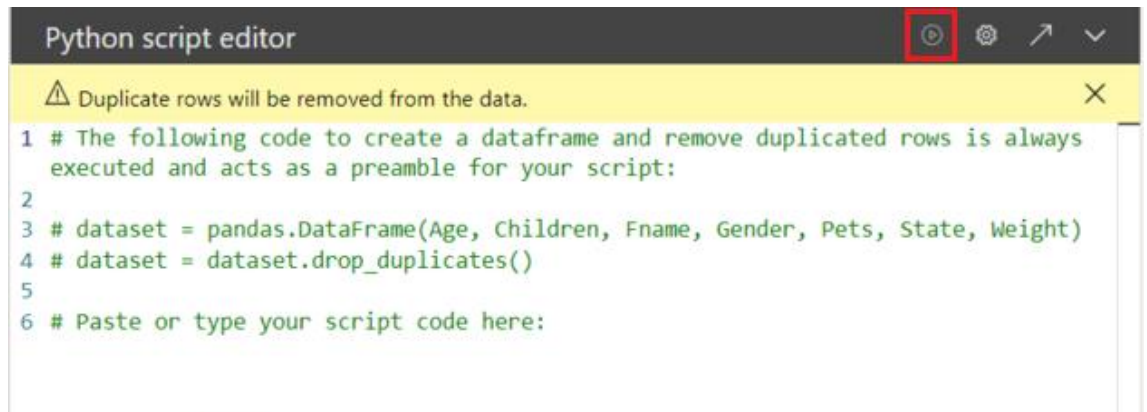 Python script editor
Duplicate rows will be removed from the data.
1 # The following code to create a dataframe and remove duplicated rows is always
executed and acts as a preamble for your script:
2
3 # dataset = pandas.DataFrame(Age, Children, Fname, Gender, Pets, State, Weight)
4 # dataset = dataset.drop_duplicates()
5
6 # Paste or type your script code here: